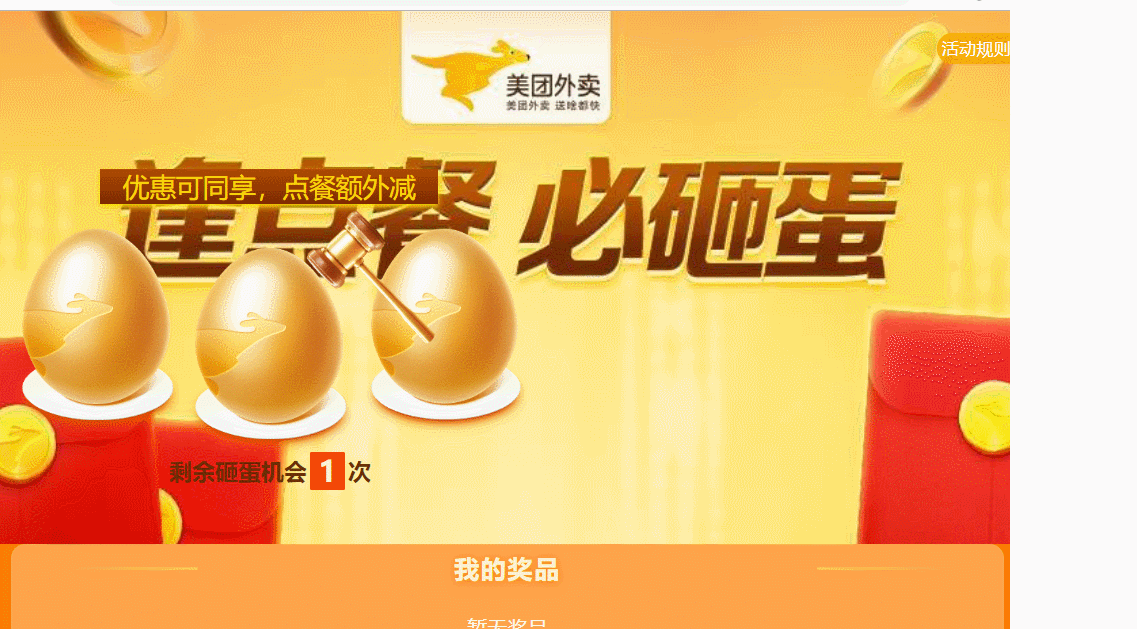 美团外卖
美团外卖 送啥都快
活动规则
逢点餐 必砸蛋
优惠可同享，点餐额外减
剩余砸蛋机会 1 次
我的奖品
暂无奖品